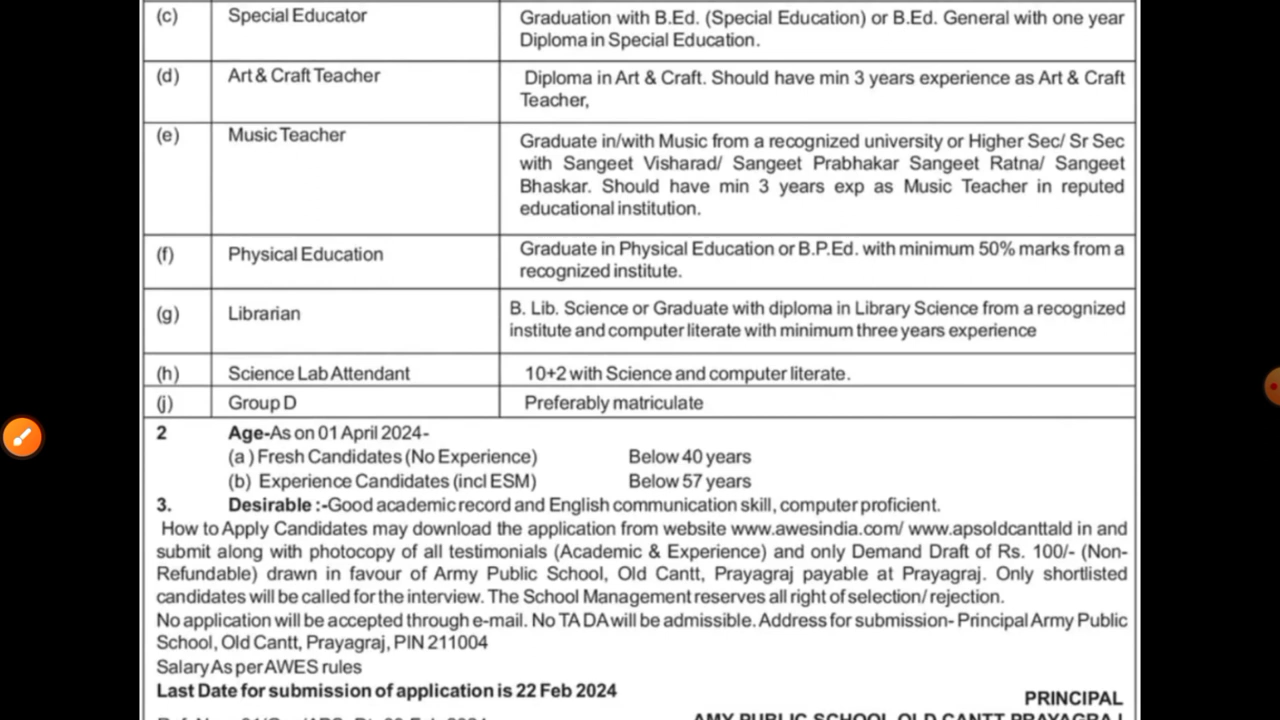 (c) Special Educator Graduation with B.Ed. (Special Education) or B.Ed. General with one year
Diploma in Special Education.
(d) Art & Craft Teacher Diploma in Art & Craft. Should have min 3 years experience as Art & Craft
Teacher,
(e) Music Teacher Graduate in/with Music from a recognized university or Higher Sec/ Sr Sec
with Sangeet Visharad/ Sangeet Prabhakar Sangeet Ratna/ Sangeet
Bhaskar. Should have min 3 years exp as Music Teacher in reputed
educational institution.
(f) Physical Education Graduate in Physical Education or B.P.Ed. with minimum 50% marks from a
recognized institute.
(g) Librarian B. Lib. Science or Graduate with diploma in Library Science from a recognized
institute and computer literate with minimum three years experience
(h) Science Lab Attendant 10+2 with Science and computer literate.
(j) Group D Preferably matriculate
2 Age-As on 01 April 2024-
(a ) Fresh Candidates (No Experience) Below 40 years
(b) Experience Candidates (incl ESM) Below 57 years
3. Desirable :-Good academic record and English communication skill, computer proficient.
How to Apply Candidates may download the application from website www.awesindia.com/ www.apsoldcanttald in and
submit along with photocopy of all testimonials (Academic & Experience) and only Demand Draft of Rs. 100/- (Non-
Refundable) drawn in favour of Army Public School, Old Cantt, Prayagraj payable at Prayagraj. Only shortlisted
candidates will be called for the interview. The School Management reserves all right of selection/ rejection.
No application will be accepted through e-mail. No TA DA will be admissible. Address for submission- Principal Army Public
School, Old Cantt, Prayagraj, PIN 211004
Salary As per AWES rules
Last Date for submission of application is 22 Feb 2024
PRINCIPAL
AMY PUBLIC SCHOOL OLD CANTT PRAYAGRAJ